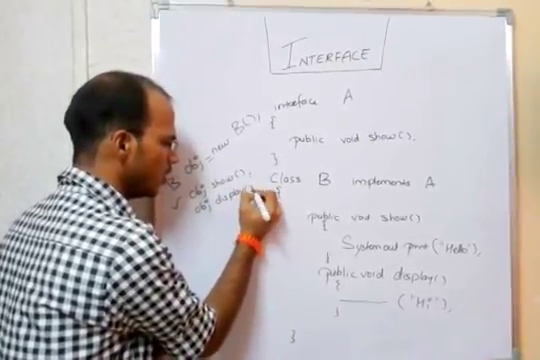 INTERFACE
interface A
{
public void show();
}
B obj = new B();
obj.show();
obj.display()
Class B implements A
{
public void show()
{
System.out.print("Hello");
}
public void display()
{
("Hi");
}
}